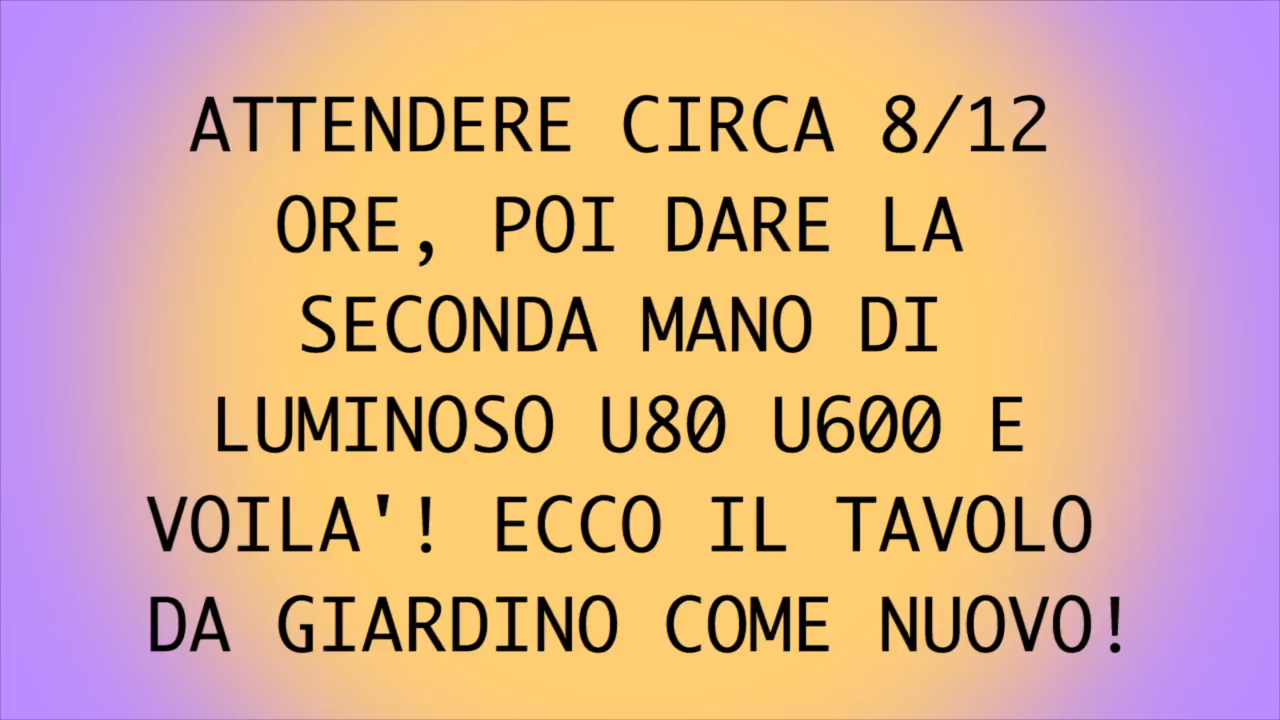 ATTENDERE CIRCA 8/12
ORE, POI DARE LA
SECONDA MANO DI
LUMINOSO U80 U600 E
VOILA'! ECCO IL TAVOLO
DA GIARDINO COME NUOVO!